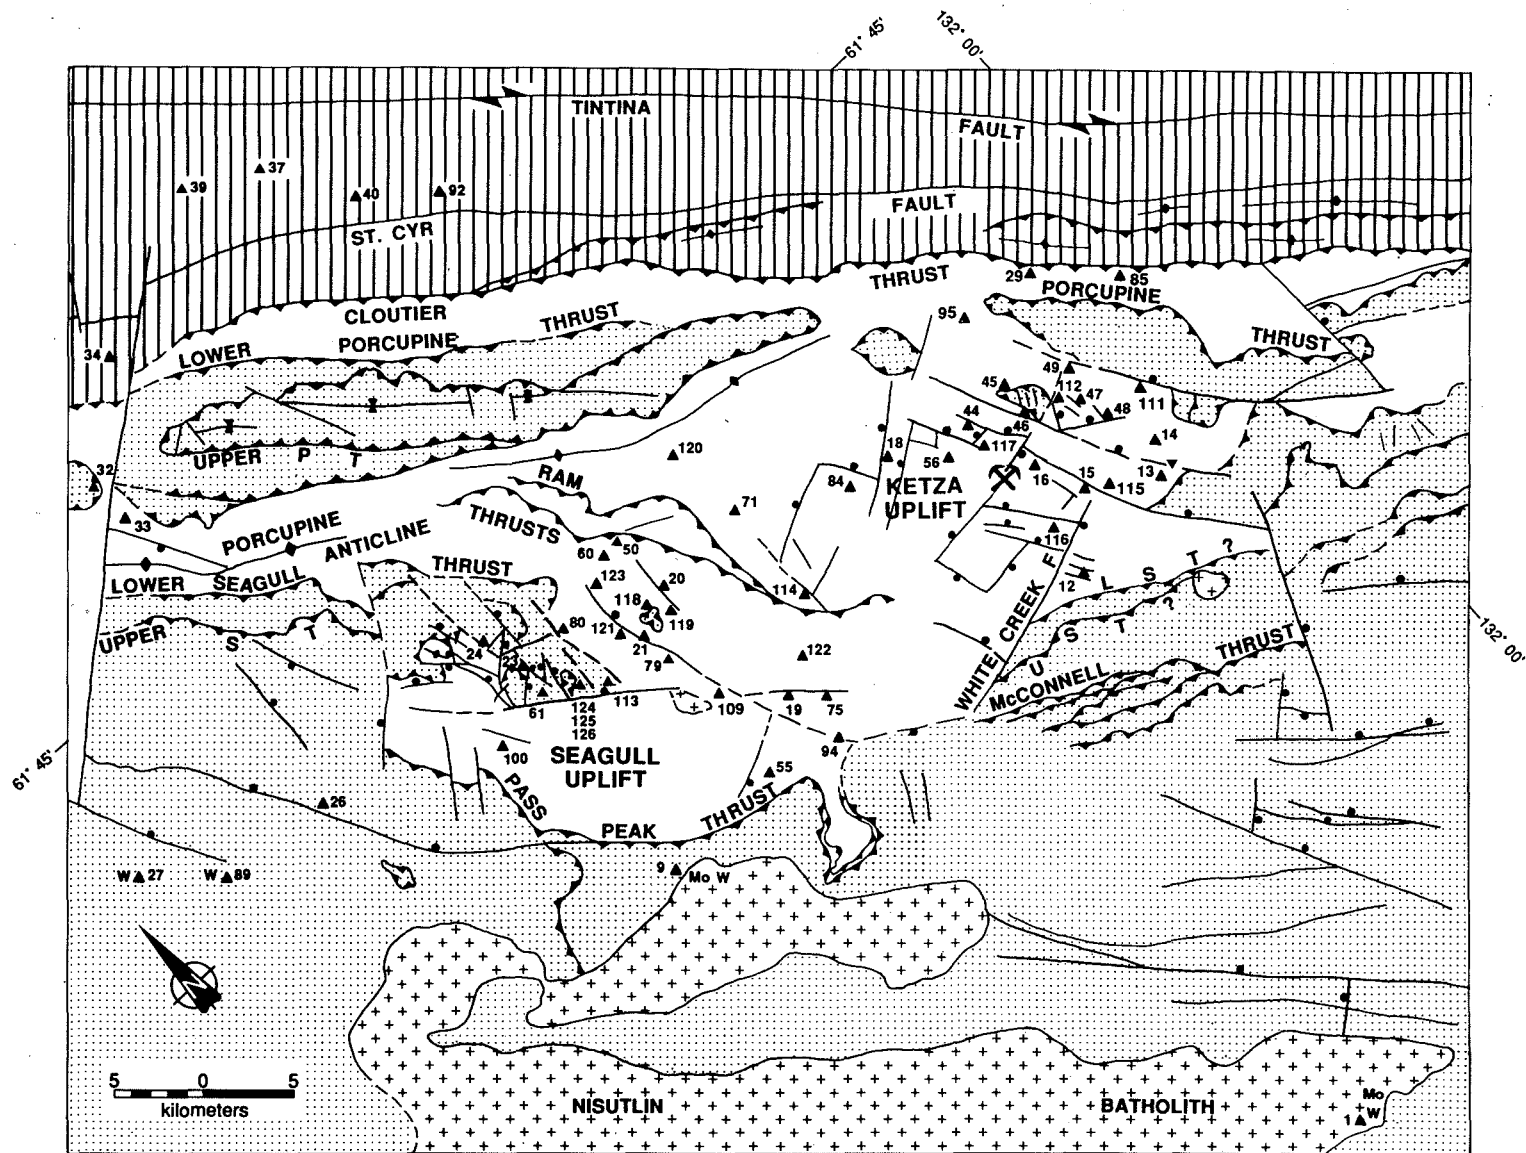 61° 45'
132° 00'
TINTINA
FAULT
37
39
40
92
ST. CYR
FAULT
THRUST
29
85
PORCUPINE
CLOUTIER
95
THRUST
LOWER
PORCUPINE
THRUST
34
49
45
112
47
111
48
44
46
14
120
18
117
UPPER P T
32
RAM
56
16
15
13
115
84
KETZA
UPLIFT
71
33
PORCUPINE
ANTICLINE
THRUSTS
116
60
50
LOWER
SEAGULL
THRUST
123
20
12
L S T ?
118
114
119
UPPER S T
80
121
21
24
23
79
122
U S T ?
WHITE CREEK F
McCONNELL
THRUST
132° 00'
61
124
125
126
113
109
19
75
94
100
SEAGULL
UPLIFT
55
61° 45'
26
PASS
PEAK
THRUST
W 27
W 89
9
Mo W
N
5 0 5
kilometers
NISUTLIN
BATHOLITH
Mo
W
1